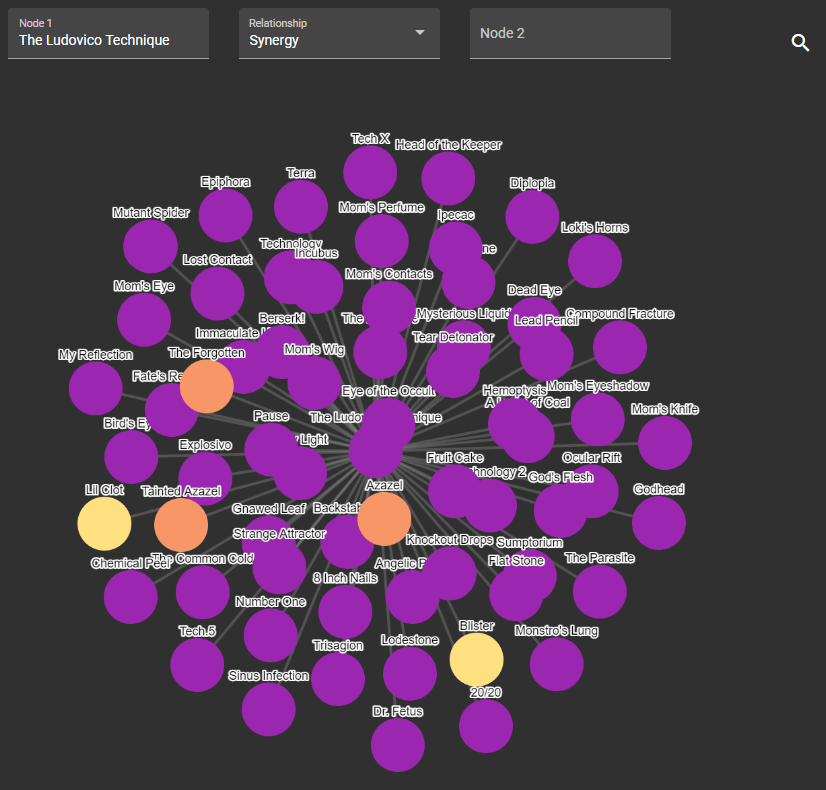 Node 1
The Ludovico Technique
Relationship
Synergy
Node 2
Tech X
Head of the Keeper
Terra
Epiphora
Diplopia
Mom's Perfume
Mutant Spider
Ipecac
Loki's Horns
Technology
Incubus
Lost Contact
Mom's Contacts
Mom's Eye
Dead Eye
Berserk!
The
Mysterious Liquid
Lead Pencil
Compound Fracture
Immaculate
Tear Detonator
The Forgotten
Mom's Wig
My Reflection
Fate's
Eye of the Occult
Hemoptysis
Mom's Eyeshadow
A
of Coal
Mom's Knife
Pause
The
Bird's
Light
Explosivo
Fruit Cake
Ocular Rift
Technology 2
God's Flesh
Lil Clot
Tainted Azazel
Azazel
Godhead
Gnawed Leaf
Strange Attractor
Knockout Drops
Sumptorium
Chemical Peel
The Common Cold
Angelic
Flat Stone
The Parasite
8 Inch Nails
Number One
Blister
Tech.5
Trisagion
Lodestone
Monstro's Lung
Sinus Infection
20/20
Dr. Fetus